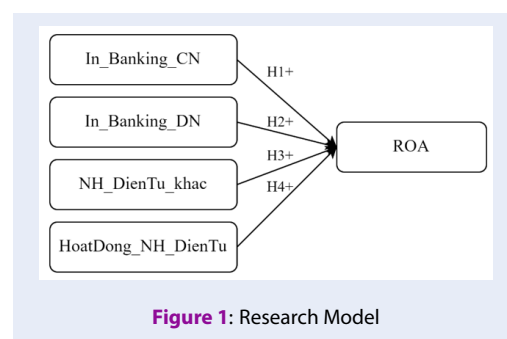 In_Banking_CN
H1+
In_Banking_DN
H2+
ROA
H3+
NH_DienTu_khac
H4+
HoatDong_NH_DienTu
Figure 1: Research Model